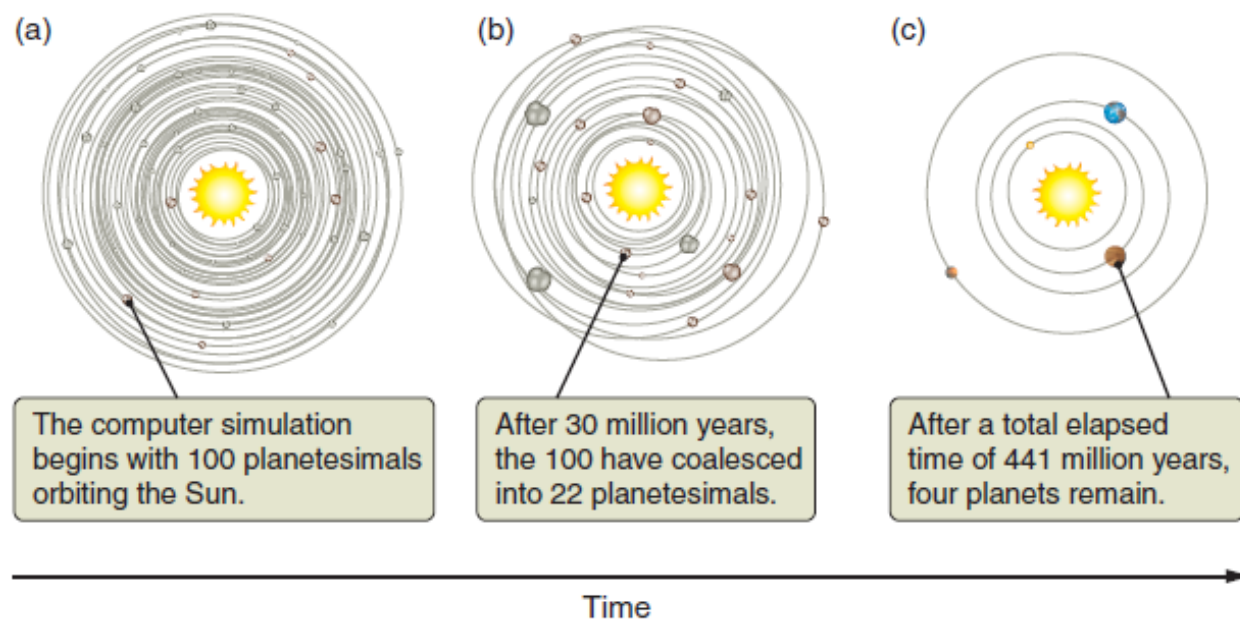 (a)
(b)
(c)
The computer simulation
begins with 100 planetesimals
orbiting the Sun.
After 30 million years,
the 100 have coalesced
into 22 planetesimals.
After a total elapsed
time of 441 million years,
four planets remain.
Time